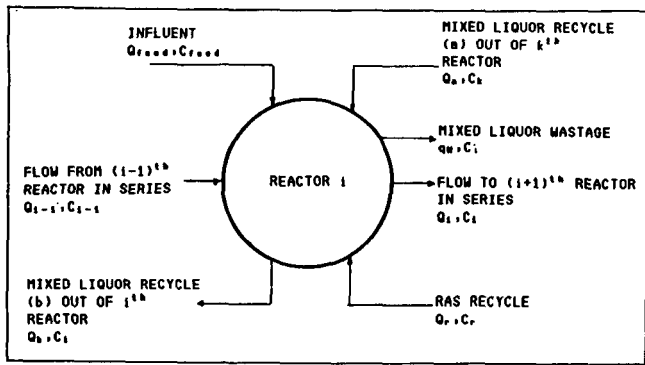 INFLUENT
Qfeed,Cfeed
MIXED LIQUOR RECYCLE
(a) OUT OF kth
REACTOR
Qa,Ck
MIXED LIQUOR WASTAGE
qw,Ci
FLOW FROM (i-1)th
REACTOR IN SERIES
Qi-1,Ci-1
REACTOR i
FLOW TO (i+1)th REACTOR
IN SERIES
Qi,Ci
MIXED LIQUOR RECYCLE
(b) OUT OF ith
REACTOR
Qb,Ci
RAS RECYCLE
Qr,Cr